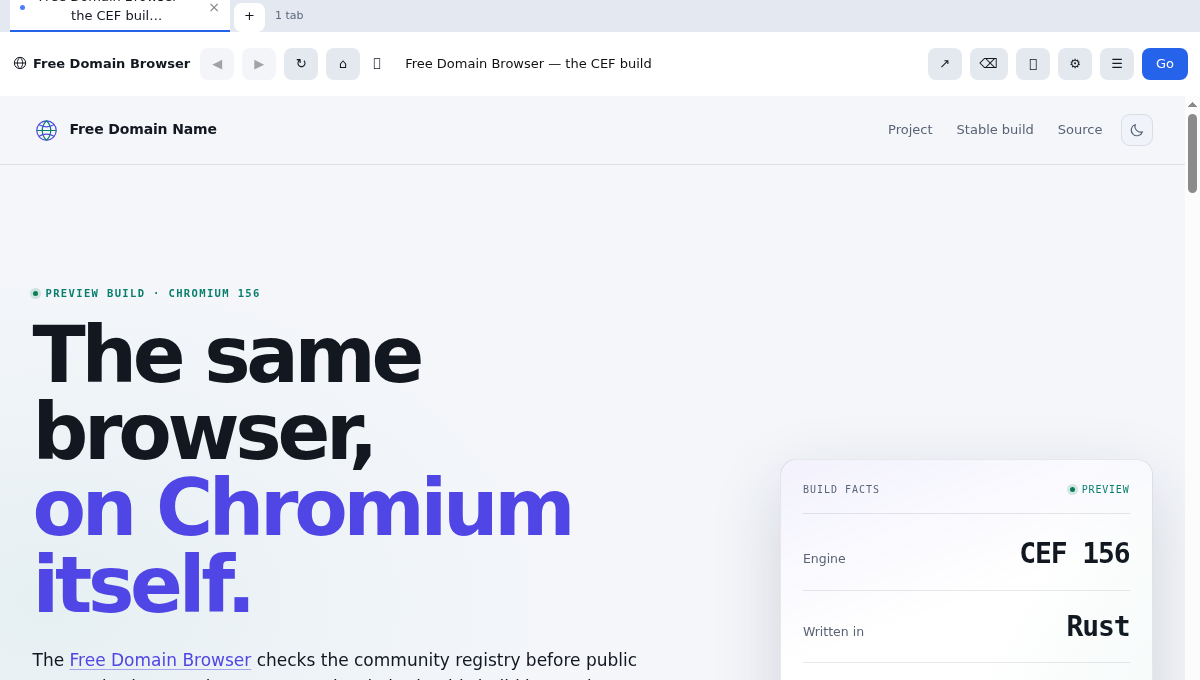 the CEF buil...
×
+
1 tab
Free Domain Browser
Free Domain Browser — the CEF build
Go
Free Domain Name
Project
Stable build
Source
PREVIEW BUILD · CHROMIUM 156
The same
browser,
on Chromium
itself.
BUILD FACTS
PREVIEW
Engine
CEF 156
Written in
Rust
The Free Domain Browser checks the community registry before public